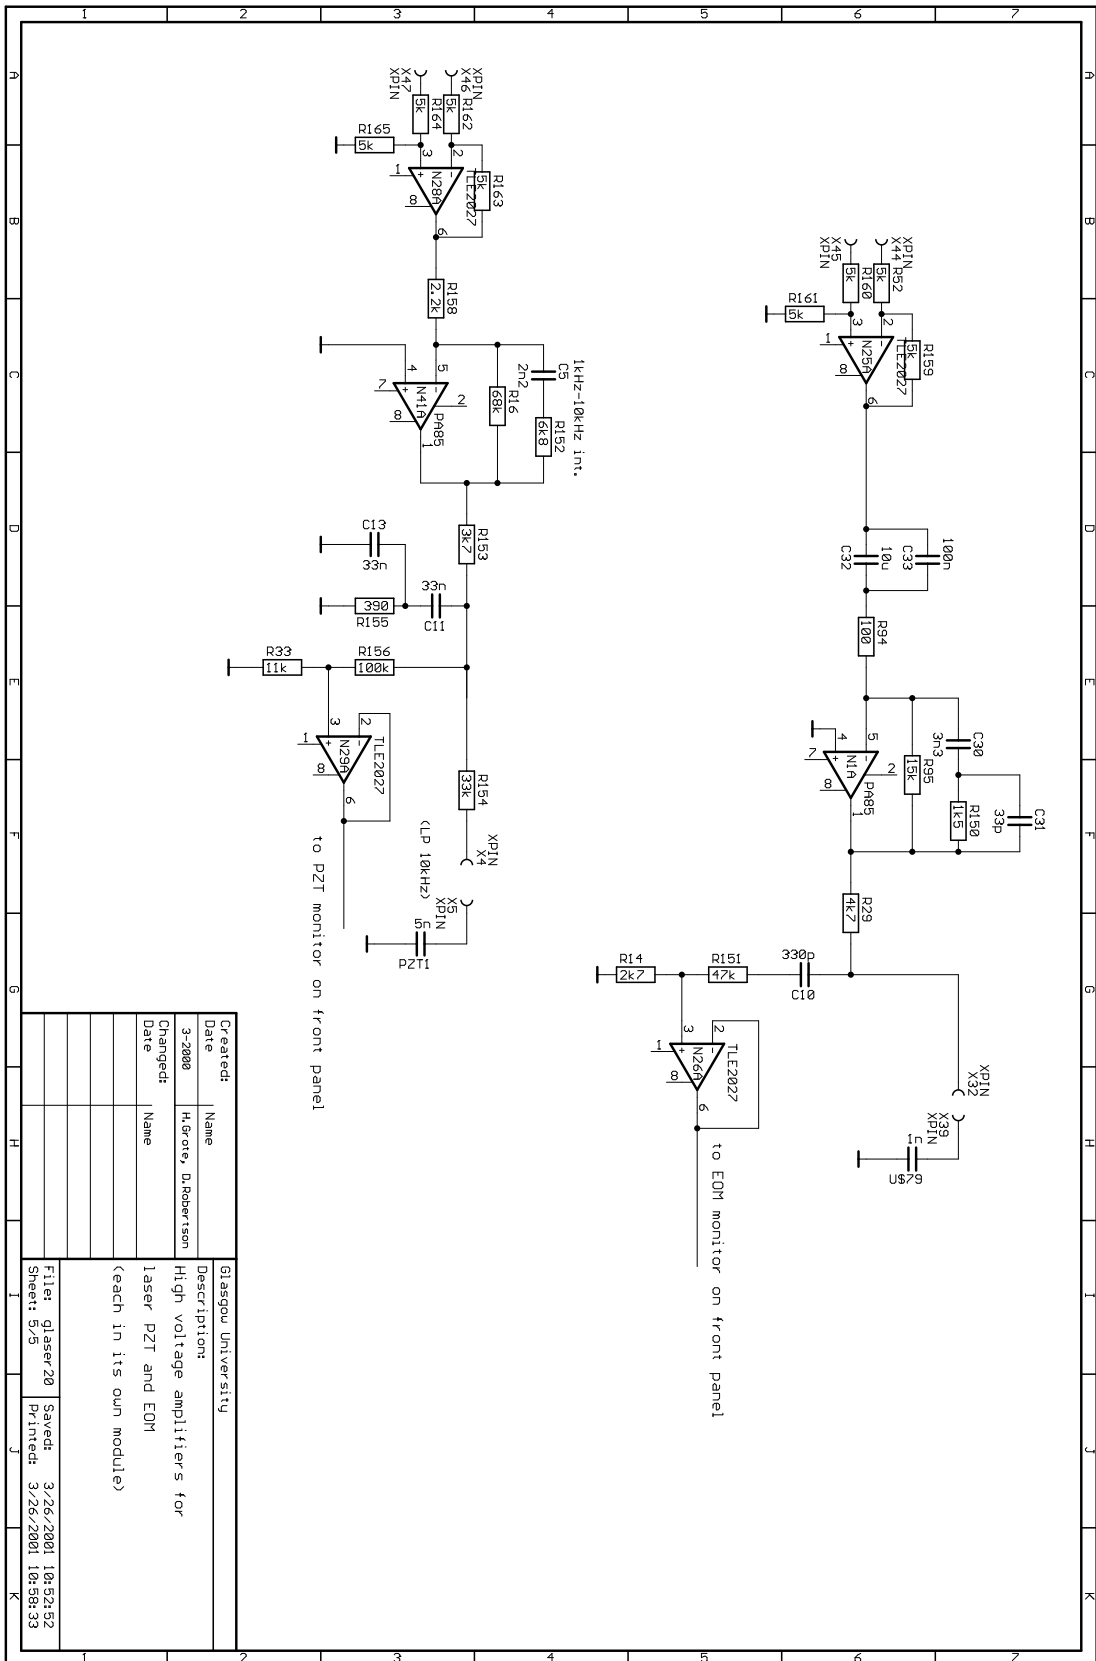 1 2 3 4 5 6 7
A B C D E F G H I J K
A B C D E F G H I J K
1 2 3 4 5 6 7
XPIN
X44
X45
XPIN
R52
5k
R160
5k
R161
5k
R159
5k
2
3
1
8
6
- +
N25A
TLE2027
100n
C33
10u
C32
R94
100
C30
3n3
C31
33p
R150
1k5
R95
15k
5
4
7
8
2
1
- +
N1A
PA85
R29
4k7
330p
C10
R151
47k
R14
2k7
2
3
1
8
6
- +
N26A
TLE2027
to EOM monitor on front panel
XPIN
X32
X39
XPIN
1n
U$79
XPIN
X46
X47
XPIN
R162
5k
R164
5k
R165
5k
R163
5k
2
3
1
8
6
- +
N28A
TLE2027
R158
2.2k
1kHz-10kHz int.
C5
2n2
R152
6k8
R16
68k
5
4
7
8
2
1
- +
N41A
PA85
R153
3k7
C13
33n
33n
C11
390
R155
R156
100k
R33
11k
2
3
1
8
6
- +
N29A
TLE2027
to PZT monitor on front panel
R154
33k
XPIN
X4
X5
XPIN
(LP 10kHz)
5n
PZT1
Created:
Date Name
3-2000 H.Grote, D.Robertson
Changed:
Date Name
Glasgow University
Description:
High voltage amplifiers for
laser PZT and EOM
(each in its own module)
File: glaser20
Sheet: 5/5
Saved: 3/26/2001 10:52:52
Printed: 3/26/2001 10:58:33